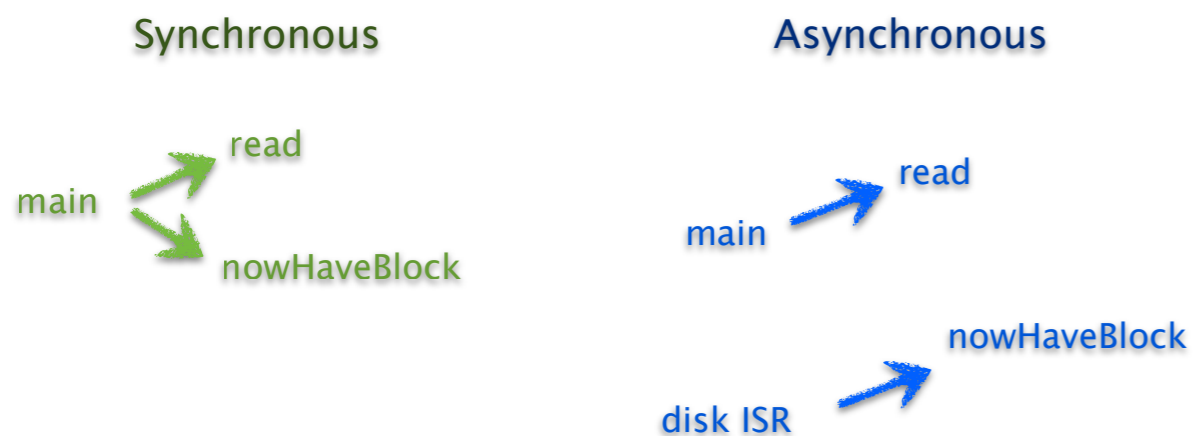 Synchronous
Asynchronous
read
main
nowHaveBlock
read
main
nowHaveBlock
disk ISR